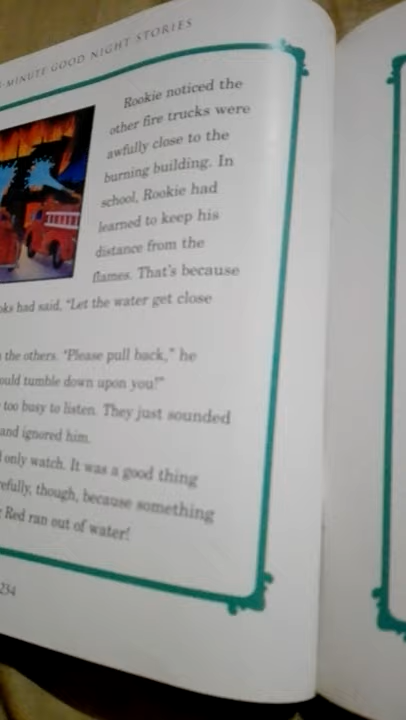 -MINUTE GOOD NIGHT STORIES
Rookie noticed the
other fire trucks were
awfully close to the
burning building. In
school, Rookie had
learned to keep his
distance from the
flames. That's because
oks had said, "Let the water get close
the others. "Please pull back," he
ould tumble down upon you!"
too busy to listen. They just sounded
and ignored him.
only watch. It was a good thing
efully, though, because something
Red ran out of water!
234